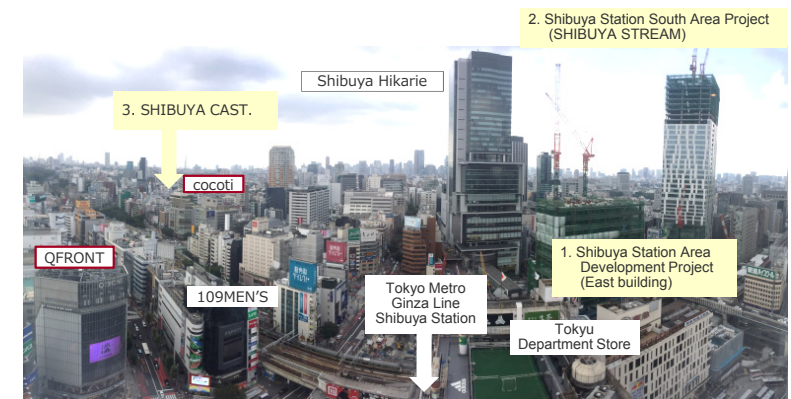 2. Shibuya Station South Area Project
(SHIBUYA STREAM)
Shibuya Hikarie
3. SHIBUYA CAST.
cocoti
QFRONT
1. Shibuya Station Area
Development Project
(East building)
109MEN'S
Tokyo Metro
Ginza Line
Shibuya Station
Tokyu
Department Store